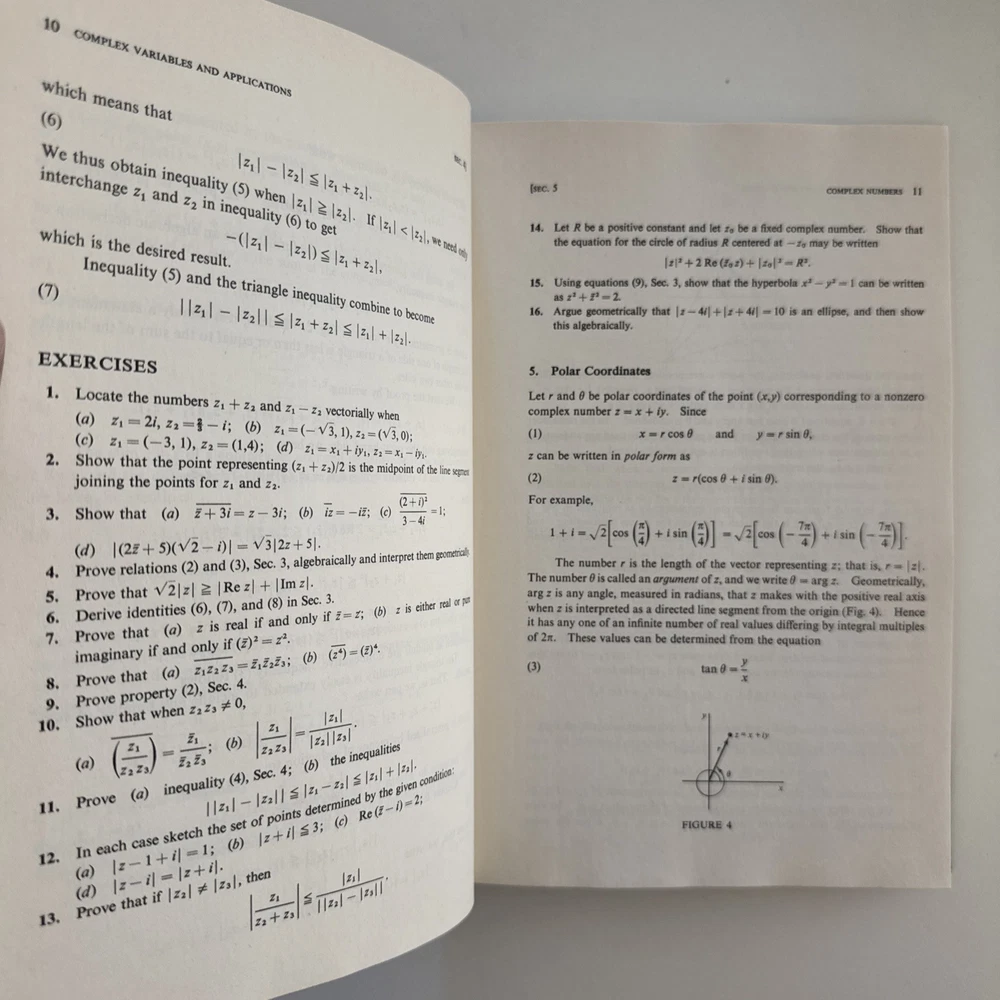 10 COMPLEX VARIABLES AND APPLICATIONS
sec. 4]
which means that
(6) |z₁| − |z₂| ≦ |z₁ + z₂|.
We thus obtain inequality (5) when |z₁| ≧ |z₂|. If |z₁| < |z₂|, we need only
interchange z₁ and z₂ in inequality (6) to get
−(|z₁| − |z₂|) ≦ |z₁ + z₂|,
which is the desired result.
Inequality (5) and the triangle inequality combine to become
(7) ||z₁| − |z₂|| ≦ |z₁ + z₂| ≦ |z₁| + |z₂|.
EXERCISES
1. Locate the numbers z₁ + z₂ and z₁ − z₂ vectorially when
(a) z₁ = 2i, z₂ = ⅔ − i; (b) z₁ = (−√3, 1), z₂ = (√3, 0);
(c) z₁ = (−3, 1), z₂ = (1,4); (d) z₁ = x₁ + iy₁, z₂ = x₁ − iy₁.
2. Show that the point representing (z₁ + z₂)/2 is the midpoint of the line segment
joining the points for z₁ and z₂.
3. Show that (a) \overline{z̄ + 3i} = z − 3i; (b) \overline{iz} = −iz̄; (c) \overline{(2 + i)²}/(3 − 4i) = 1;
(d) |(2z̄ + 5)(√2 − i)| = √3|2z + 5|.
4. Prove relations (2) and (3), Sec. 3, algebraically and interpret them geometrically.
5. Prove that √2|z| ≧ |Re z| + |Im z|.
6. Derive identities (6), (7), and (8) in Sec. 3.
7. Prove that (a) z is real if and only if z̄ = z; (b) z is either real or pure
imaginary if and only if (z̄)² = z².
8. Prove that (a) \overline{z₁z₂z₃} = z̄₁z̄₂z̄₃; (b) \overline{(z⁴)} = (z̄)⁴.
9. Prove property (2), Sec. 4.
10. Show that when z₂z₃ ≠ 0,
(a) \overline{(z₁/(z₂z₃))} = z̄₁/(z̄₂z̄₃); (b) |z₁/(z₂z₃)| = |z₁|/(|z₂||z₃|).
11. Prove (a) inequality (4), Sec. 4; (b) the inequalities
||z₁| − |z₂|| ≦ |z₁ − z₂| ≦ |z₁| + |z₂|.
12. In each case sketch the set of points determined by the given condition:
(a) |z − 1 + i| = 1; (b) |z + i| ≦ 3; (c) Re (z̄ − i) = 2;
(d) |z − i| = |z + i|.
13. Prove that if |z₂| ≠ |z₃|, then
|z₁/(z₂ + z₃)| ≦ |z₁|/||z₂| − |z₃||.
[sec. 5 COMPLEX NUMBERS 11
14. Let R be a positive constant and let z₀ be a fixed complex number. Show that
the equation for the circle of radius R centered at −z₀ may be written
|z|² + 2 Re (z̄₀z) + |z₀|² = R².
15. Using equations (9), Sec. 3, show that the hyperbola x² − y² = 1 can be written
as z² + z̄² = 2.
16. Argue geometrically that |z − 4i| + |z + 4i| = 10 is an ellipse, and then show
this algebraically.
5. Polar Coordinates
Let r and θ be polar coordinates of the point (x,y) corresponding to a nonzero
complex number z = x + iy. Since
(1) x = r cos θ and y = r sin θ,
z can be written in polar form as
(2) z = r(cos θ + i sin θ).
For example,
1 + i = √2[cos (π/4) + i sin (π/4)] = √2[cos (−7π/4) + i sin (−7π/4)].
The number r is the length of the vector representing z; that is, r = |z|.
The number θ is called an argument of z, and we write θ = arg z. Geometrically,
arg z is any angle, measured in radians, that z makes with the positive real axis
when z is interpreted as a directed line segment from the origin (Fig. 4). Hence
it has any one of an infinite number of real values differing by integral multiples
of 2π. These values can be determined from the equation
(3) tan θ = y/x
y
z = x + iy
r
θ
x
FIGURE 4